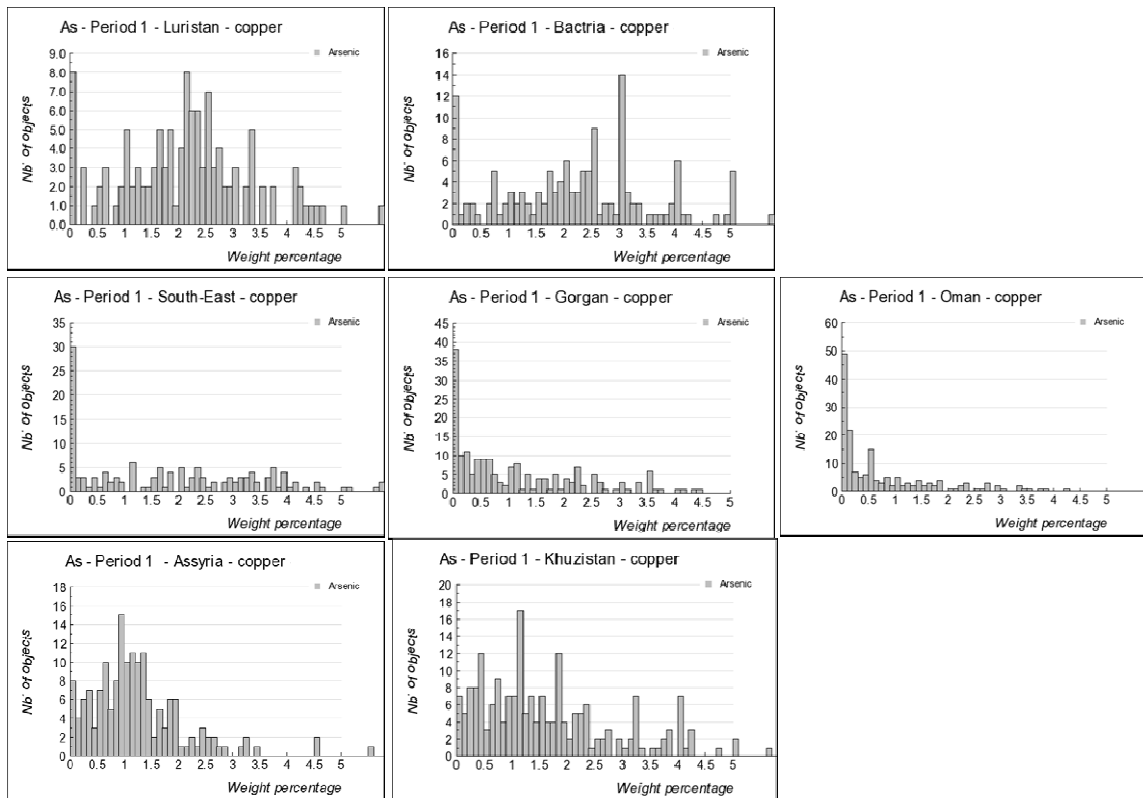 As - Period 1 - Luristan - copper
Arsenic
Nb' of objects
9.0
8.0
7.0
6.0
5.0
4.0
3.0
2.0
1.0
0.0
0 0.5 1 1.5 2 2.5 3 3.5 4 4.5 5
Weight percentage
As - Period 1 - Bactria - copper
Arsenic
Nb' of objects
16
14
12
10
8
6
4
2
0
0 0.5 1 1.5 2 2.5 3 3.5 4 4.5 5
Weight percentage
As - Period 1 - South-East - copper
Arsenic
Nb' of objects
35
30
25
20
15
10
5
0
0 0.5 1 1.5 2 2.5 3 3.5 4 4.5 5
Weight percentage
As - Period 1 - Gorgan - copper
Arsenic
Nb' of objects
45
40
35
30
25
20
15
10
5
0
0 0.5 1 1.5 2 2.5 3 3.5 4 4.5 5
Weight percentage
As - Period 1 - Oman - copper
Arsenic
Nb' of objects
60
50
40
30
20
10
0
0 0.5 1 1.5 2 2.5 3 3.5 4 4.5 5
Weight percentage
As - Period 1 - Assyria - copper
Arsenic
Nb' of objects
18
16
14
12
10
8
6
4
2
0
0 0.5 1 1.5 2 2.5 3 3.5 4 4.5 5
Weight percentage
As - Period 1 - Khuzistan - copper
Arsenic
Nb' of objects
20
18
16
14
12
10
8
6
4
2
0
0 0.5 1 1.5 2 2.5 3 3.5 4 4.5 5
Weight percentage